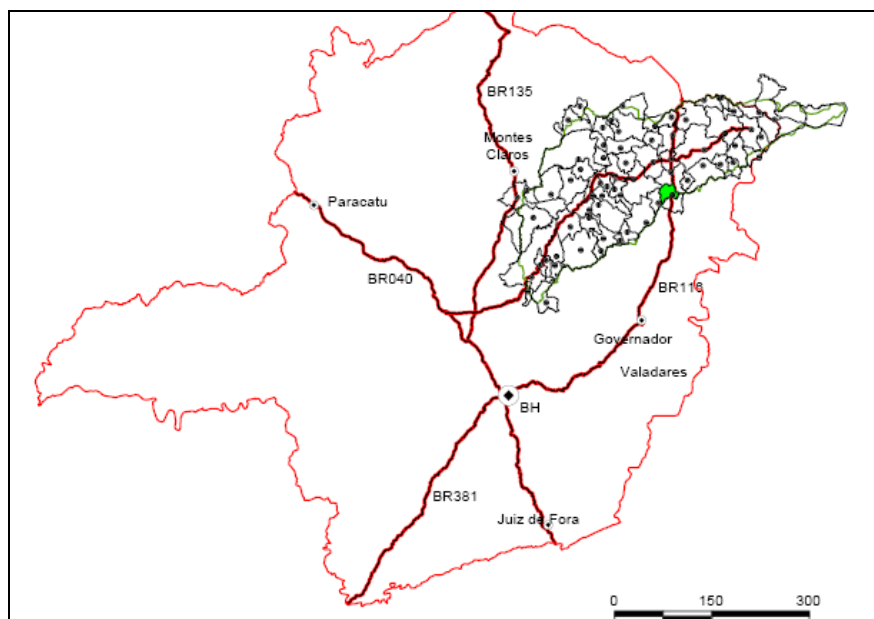 BR135
Montes
Claros
Paracatu
BR040
BR116
Governador
Valadares
BH
BR381
Juiz de Fora
0 150 300